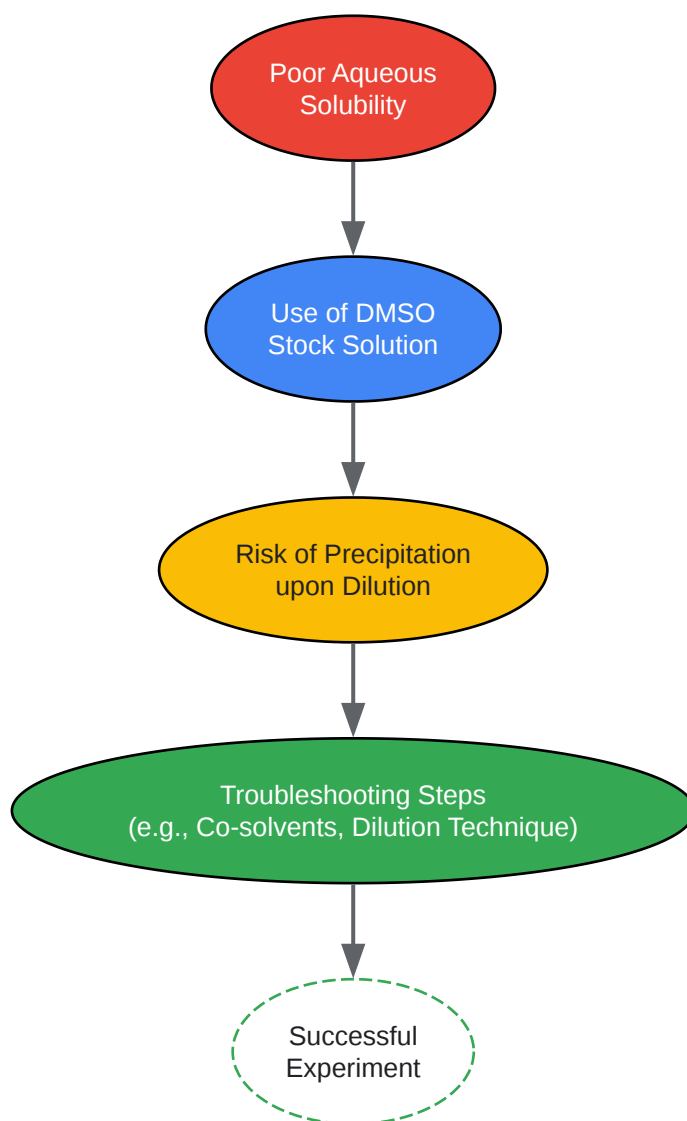 Poor Aqueous
Solubility
Use of DMSO
Stock Solution
Risk of Precipitation
upon Dilution
Troubleshooting Steps
(e.g., Co-solvents, Dilution Technique)
Successful
Experiment